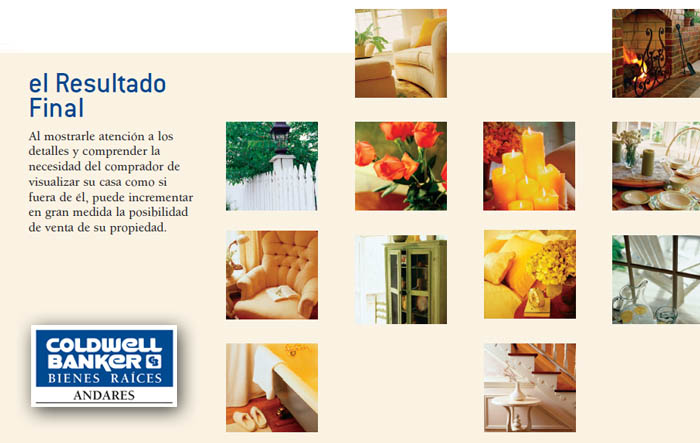 el Resultado
Final
Al mostrarle atención a los
detalles y comprender la
necesidad del comprador de
visualizar su casa como si
fuera de él, puede incrementar
en gran medida la posibilidad
de venta de su propiedad.
COLDWELL
BANKER CB
BIENES RAÍCES
ANDARES